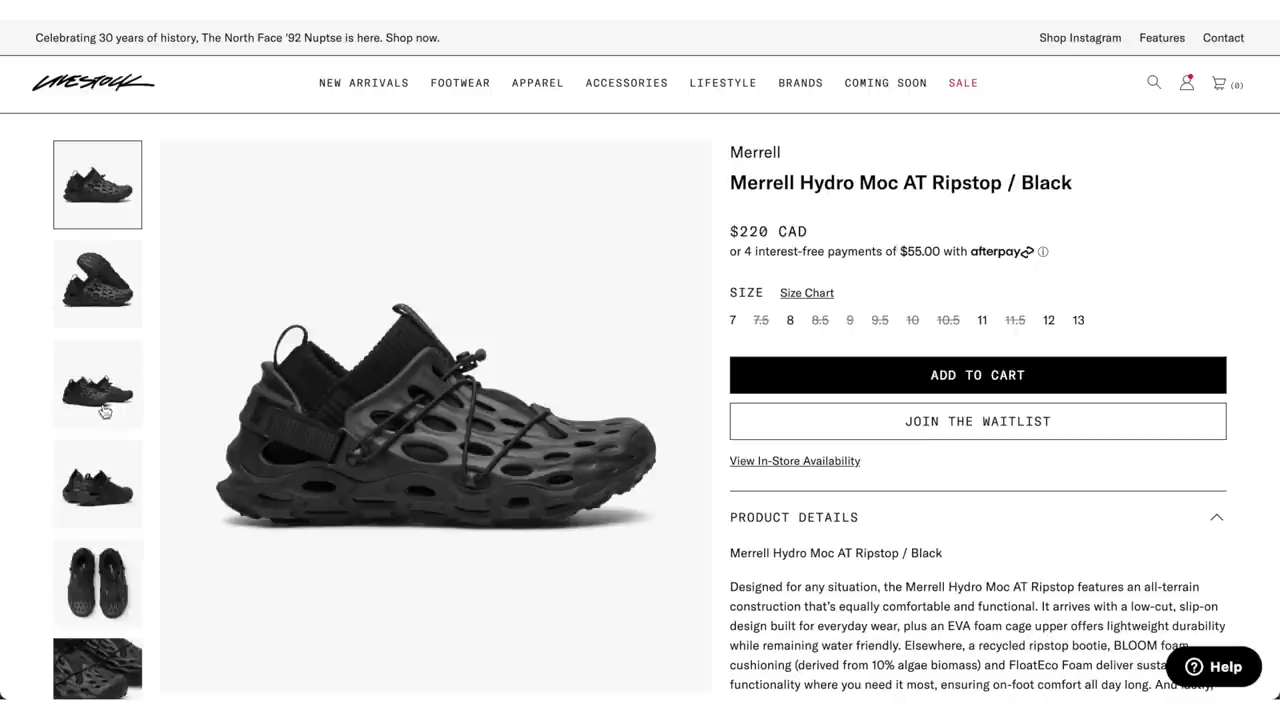 Celebrating 30 years of history, The North Face '92 Nuptse is here. Shop now.
Shop Instagram Features Contact
LIVESTOCK
NEW ARRIVALS FOOTWEAR APPAREL ACCESSORIES LIFESTYLE BRANDS COMING SOON SALE
(0)
Merrell
Merrell Hydro Moc AT Ripstop / Black
$220 CAD
or 4 interest-free payments of $55.00 with afterpay
SIZE Size Chart
7 7.5 8 8.5 9 9.5 10 10.5 11 11.5 12 13
ADD TO CART
JOIN THE WAITLIST
View In-Store Availability
PRODUCT DETAILS
Merrell Hydro Moc AT Ripstop / Black
Designed for any situation, the Merrell Hydro Moc AT Ripstop features an all-terrain
construction that's equally comfortable and functional. It arrives with a low-cut, slip-on
design built for everyday wear, plus an EVA foam cage upper offers lightweight durability
while remaining water friendly. Elsewhere, a recycled ripstop bootie, BLOOM foam
cushioning (derived from 10% algae biomass) and FloatEco Foam deliver
functionality where you need it most, ensuring on-foot comfort all day long. And lastly,
Help